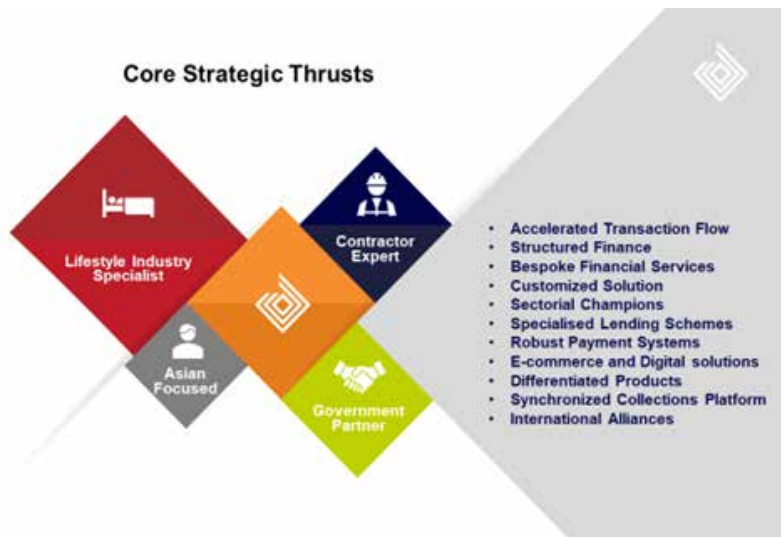 Core Strategic Thrusts
Lifestyle Industry
Specialist
Contractor
Expert
Asian
Focused
Government
Partner
• Accelerated Transaction Flow
• Structured Finance
• Bespoke Financial Services
• Customized Solution
• Sectorial Champions
• Specialised Lending Schemes
• Robust Payment Systems
• E-commerce and Digital solutions
• Differentiated Products
• Synchronized Collections Platform
• International Alliances